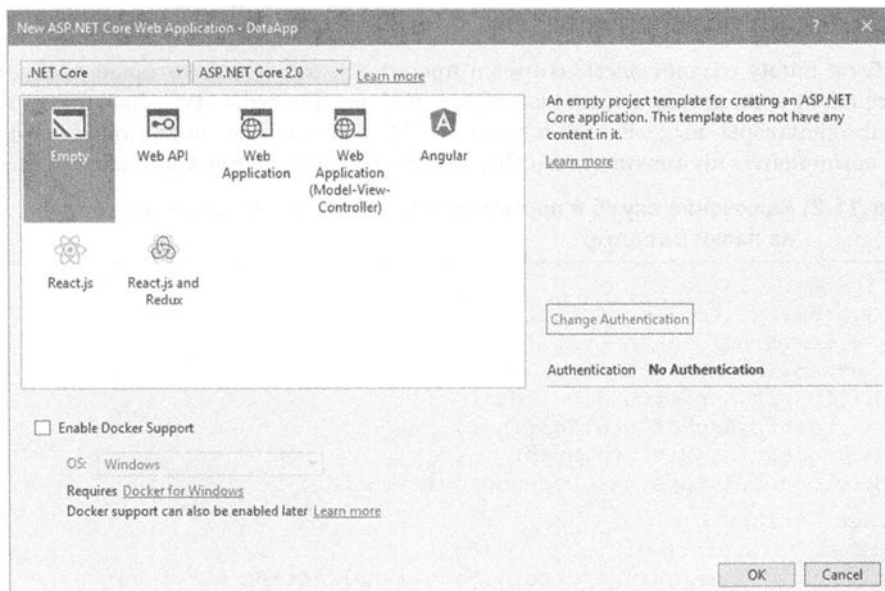 New ASP.NET Core Web Application - DataApp
? ×
.NET Core
ASP.NET Core 2.0
Learn more
Empty
Web API
Web Application
Web Application (Model-View-Controller)
Angular
React.js
React.js and Redux
An empty project template for creating an ASP.NET
Core application. This template does not have any
content in it.
Learn more
Change Authentication
Authentication No Authentication
Enable Docker Support
OS: Windows
Requires Docker for Windows
Docker support can also be enabled later Learn more
OK
Cancel